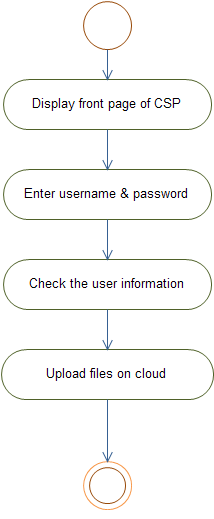 Display front page of CSP
Enter username & password
Check the user information
Upload files on cloud